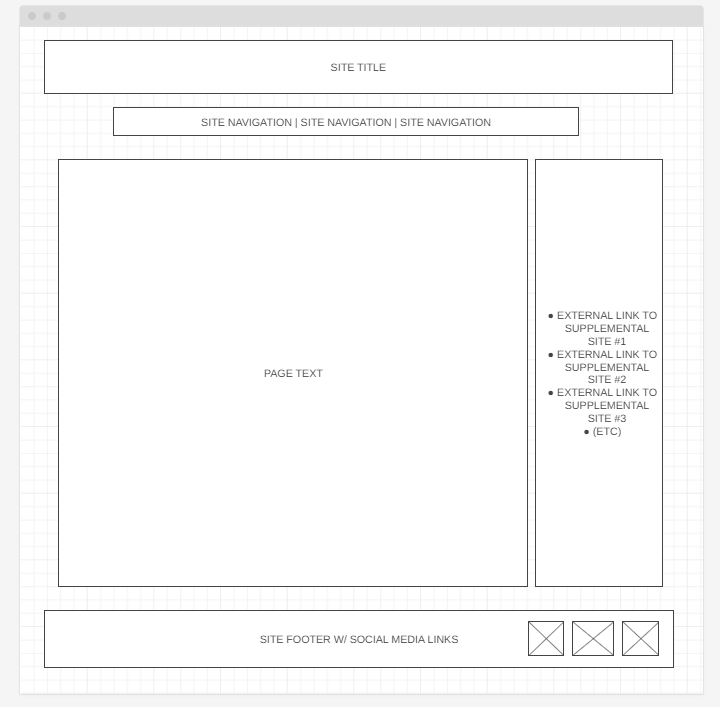 SITE TITLE
SITE NAVIGATION | SITE NAVIGATION | SITE NAVIGATION
PAGE TEXT
● EXTERNAL LINK TO
SUPPLEMENTAL
SITE #1
● EXTERNAL LINK TO
SUPPLEMENTAL
SITE #2
● EXTERNAL LINK TO
SUPPLEMENTAL
SITE #3
● (ETC)
SITE FOOTER W/ SOCIAL MEDIA LINKS